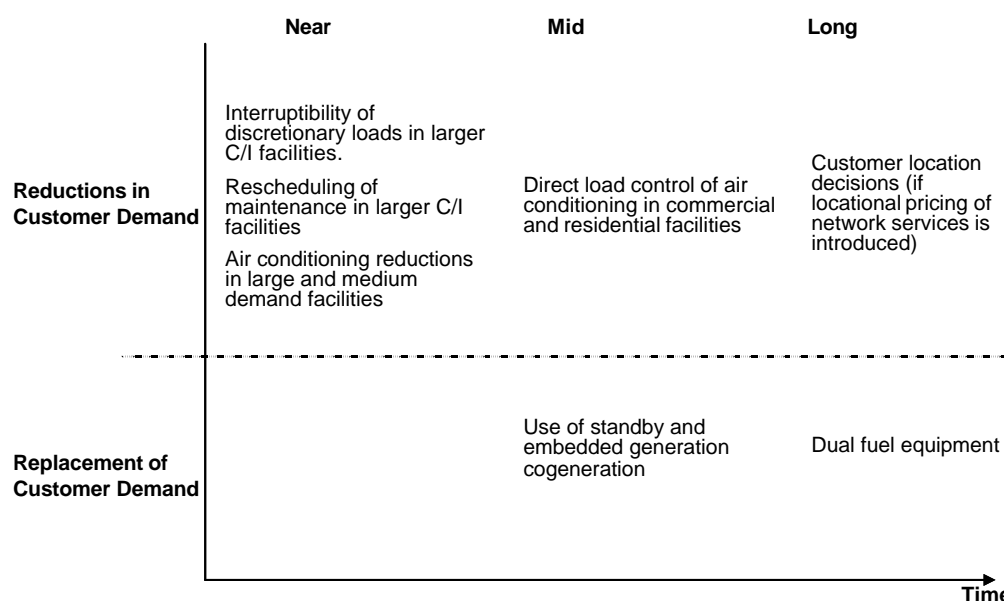 Near
Mid
Long
Reductions in
Customer Demand
Interruptibility of
discretionary loads in larger
C/I facilities.
Rescheduling of
maintenance in larger C/I
facilities
Air conditioning reductions
in large and medium
demand facilities
Direct load control of air
conditioning in commercial
and residential facilities
Customer location
decisions (if
locational pricing of
network services is
introduced)
Replacement of
Customer Demand
Use of standby and
embedded generation
cogeneration
Dual fuel equipment
Time